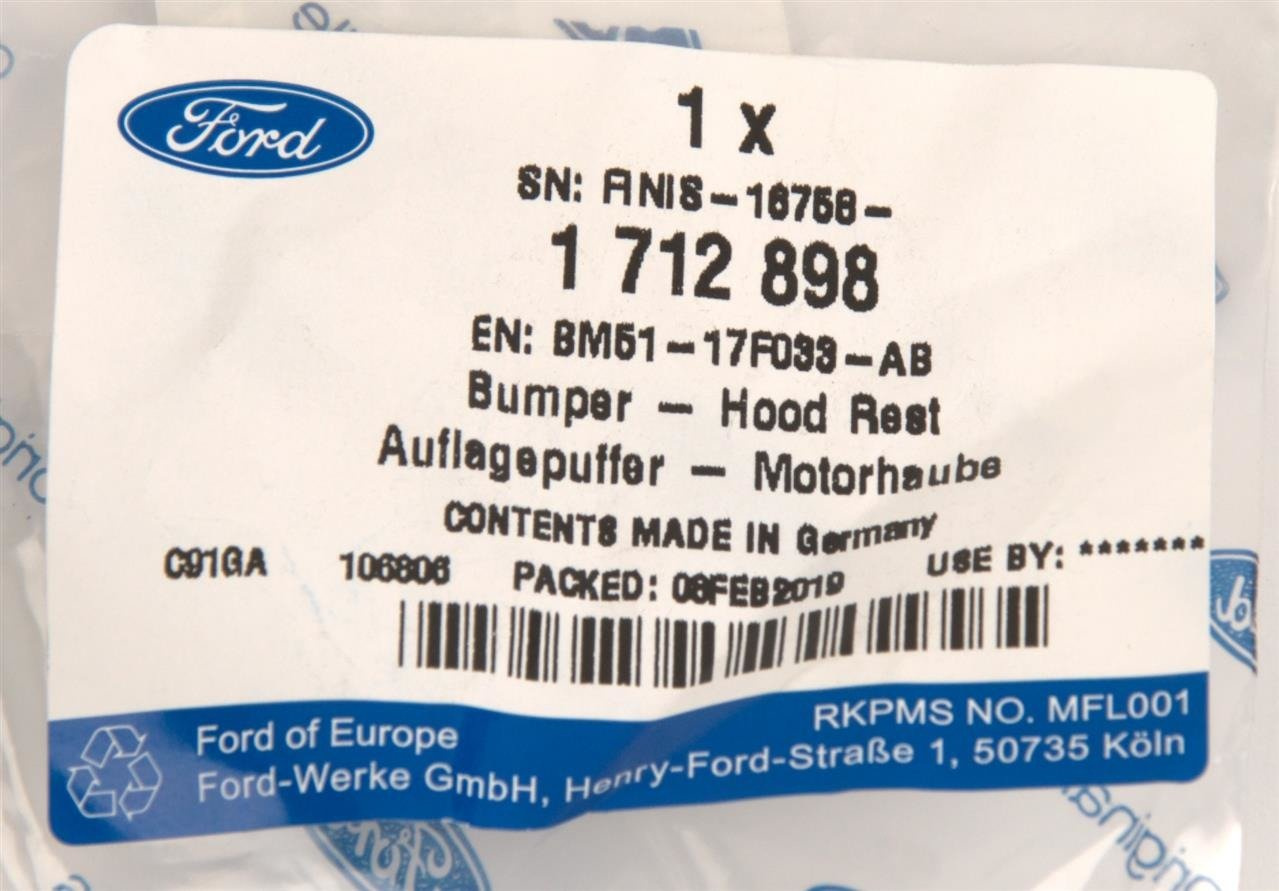 Ford
1 x
SN: FINIS-16758-
1 712 898
EN: BM51-17F033-AB
Bumper - Hood Rest
Auflagepuffer - Motorhaube
CONTENTS MADE IN Germany
C91GA 106806 PACKED: 06FEB2019 USE BY: *******
RKPMS NO. MFL001
Ford of Europe
Ford-Werke GmbH, Henry-Ford-Straße 1, 50735 Köln